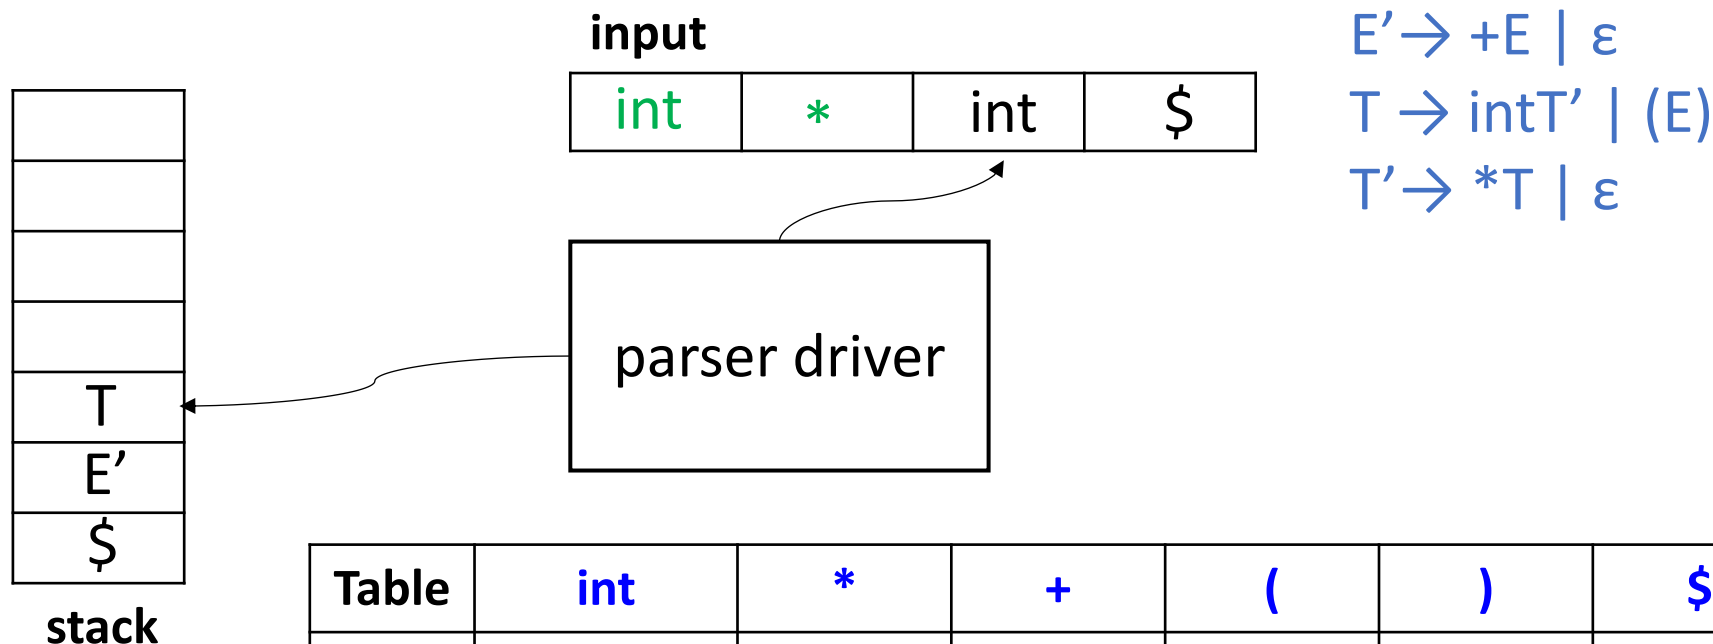 input
int * int $
E’→ +E | ε
T → intT’ | (E)
T’→ *T | ε
parser driver
T
E’
$
stack
Table int * + ( ) $